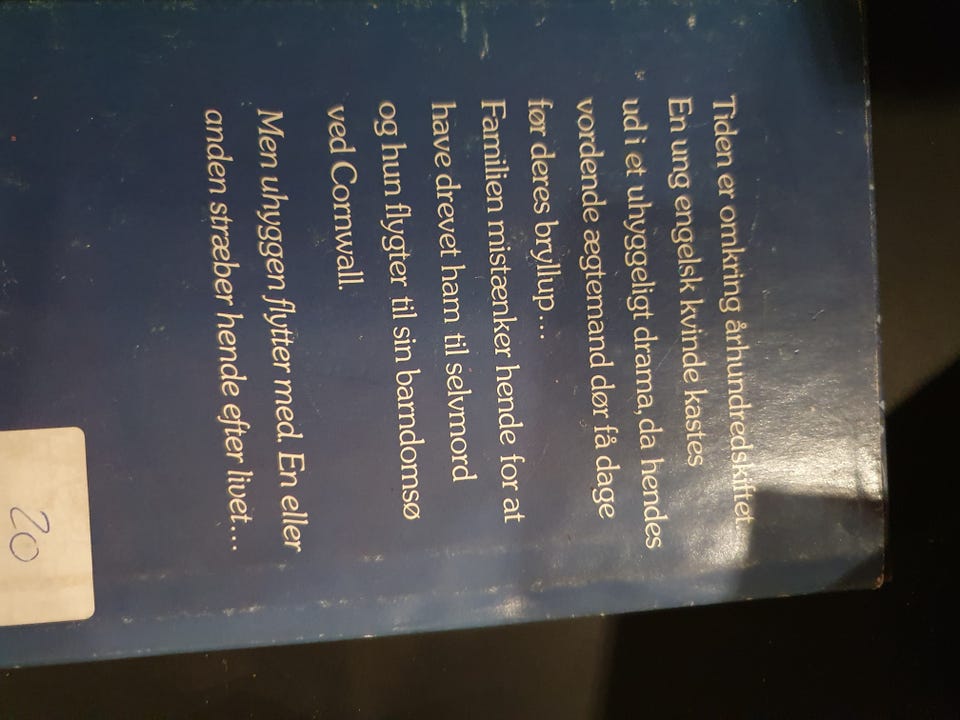 Tiden er omkring århundredskiftet.
En ung engelsk kvinde kastes
ud i et uhyggeligt drama, da hendes
vordende ægtemand dør få dage
før deres bryllup...
Familien mistænker hende for at
have drevet ham til selvmord
og hun flygter til sin barndomsø
ved Cornwall.
Men uhyggen flytter med. En eller
anden stræber hende efter livet...
20